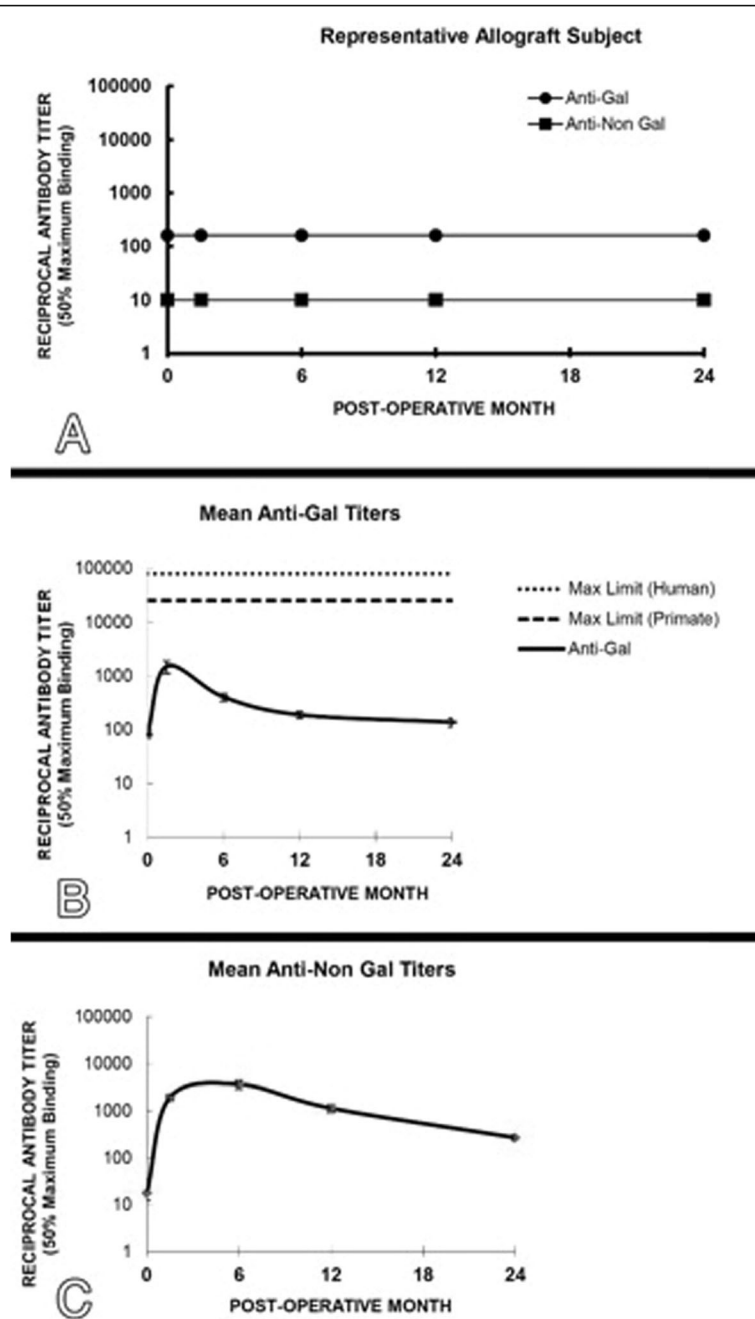 Representative Allograft Subject
RECIPROCAL ANTIBODY TITER
(50% Maximum Binding)
100000
10000
1000
100
10
1
Anti-Gal
Anti-Non Gal
0 6 12 18 24
POST-OPERATIVE MONTH
A
Mean Anti-Gal Titers
RECIPROCAL ANTIBODY TITER
(50% Maximum Binding)
100000
10000
1000
100
10
1
Max Limit (Human)
Max Limit (Primate)
Anti-Gal
0 6 12 18 24
POST-OPERATIVE MONTH
B
Mean Anti-Non Gal Titers
RECIPROCAL ANTIBODY TITER
(50% Maximum Binding)
100000
10000
1000
100
10
1
0 6 12 18 24
POST-OPERATIVE MONTH
C